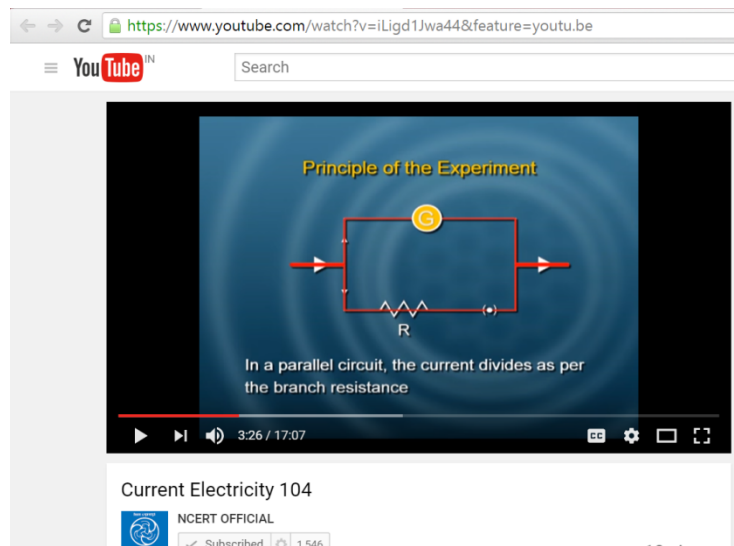 https://www.youtube.com/watch?v=iLigd1Jwa44&feature=youtu.be
YouTube IN
Search
Principle of the Experiment
G
R
In a parallel circuit, the current divides as per
the branch resistance
3:26 / 17:07
CC
Current Electricity 104
NCERT OFFICIAL
Subscribed 1,546